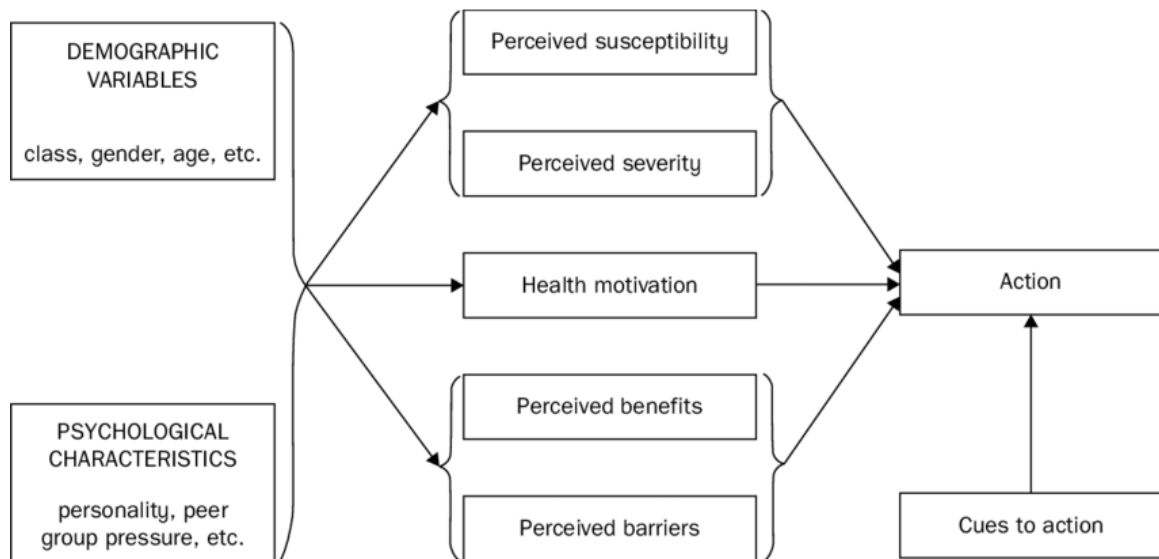 DEMOGRAPHIC
VARIABLES
class, gender, age, etc.
PSYCHOLOGICAL
CHARACTERISTICS
personality, peer
group pressure, etc.
Perceived susceptibility
Perceived severity
Health motivation
Perceived benefits
Perceived barriers
Action
Cues to action